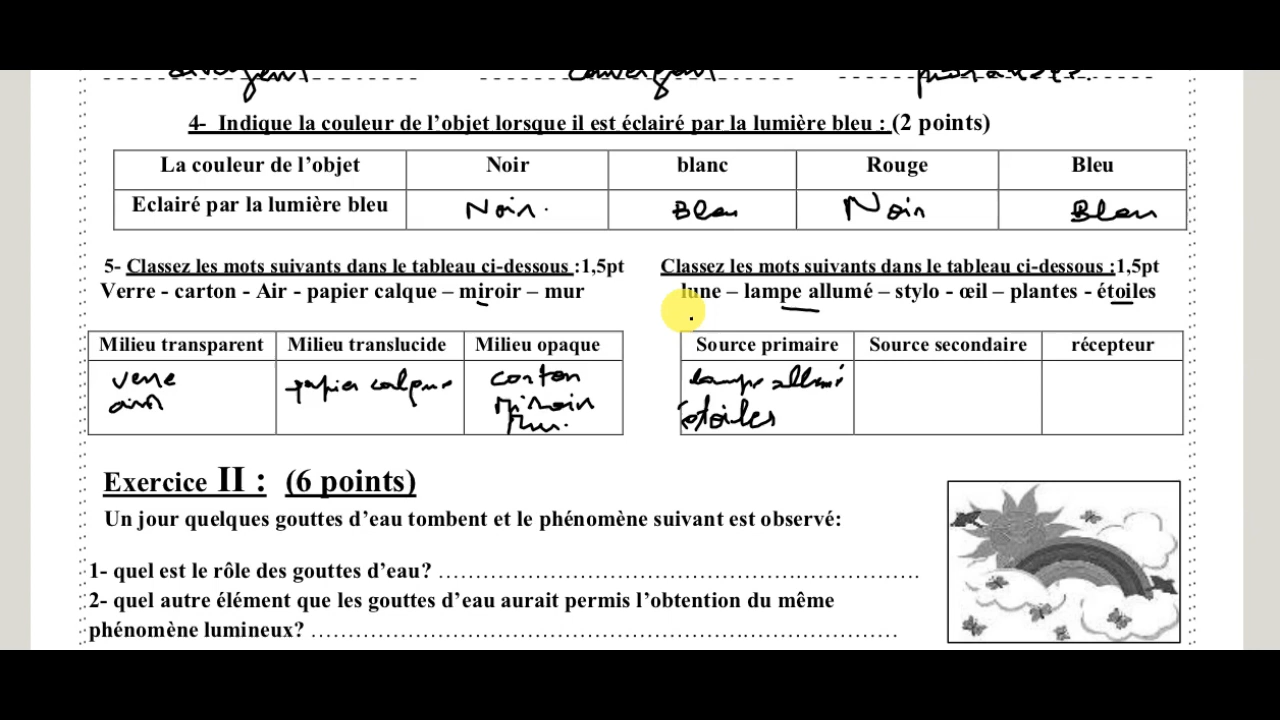 divergent convergent
4- Indique la couleur de l'objet lorsque il est éclairé par la lumière bleu : (2 points)
La couleur de l'objet Noir blanc Rouge Bleu
Eclairé par la lumière bleu Noir. Bleu Noir Bleu
5- Classez les mots suivants dans le tableau ci-dessous :1,5pt
Verre - carton - Air - papier calque – miroir – mur
Milieu transparent Milieu translucide Milieu opaque
verre papier calque carton
air miroir
mur.
Classez les mots suivants dans le tableau ci-dessous :1,5pt
lune – lampe allumé – stylo - œil – plantes - étoiles
Source primaire Source secondaire récepteur
lampe allumé
étoiles
Exercice II : (6 points)
Un jour quelques gouttes d'eau tombent et le phénomène suivant est observé:
1- quel est le rôle des gouttes d'eau? ……………………………………………………………
2- quel autre élément que les gouttes d'eau aurait permis l'obtention du même
phénomène lumineux? ……………………………………………………………………